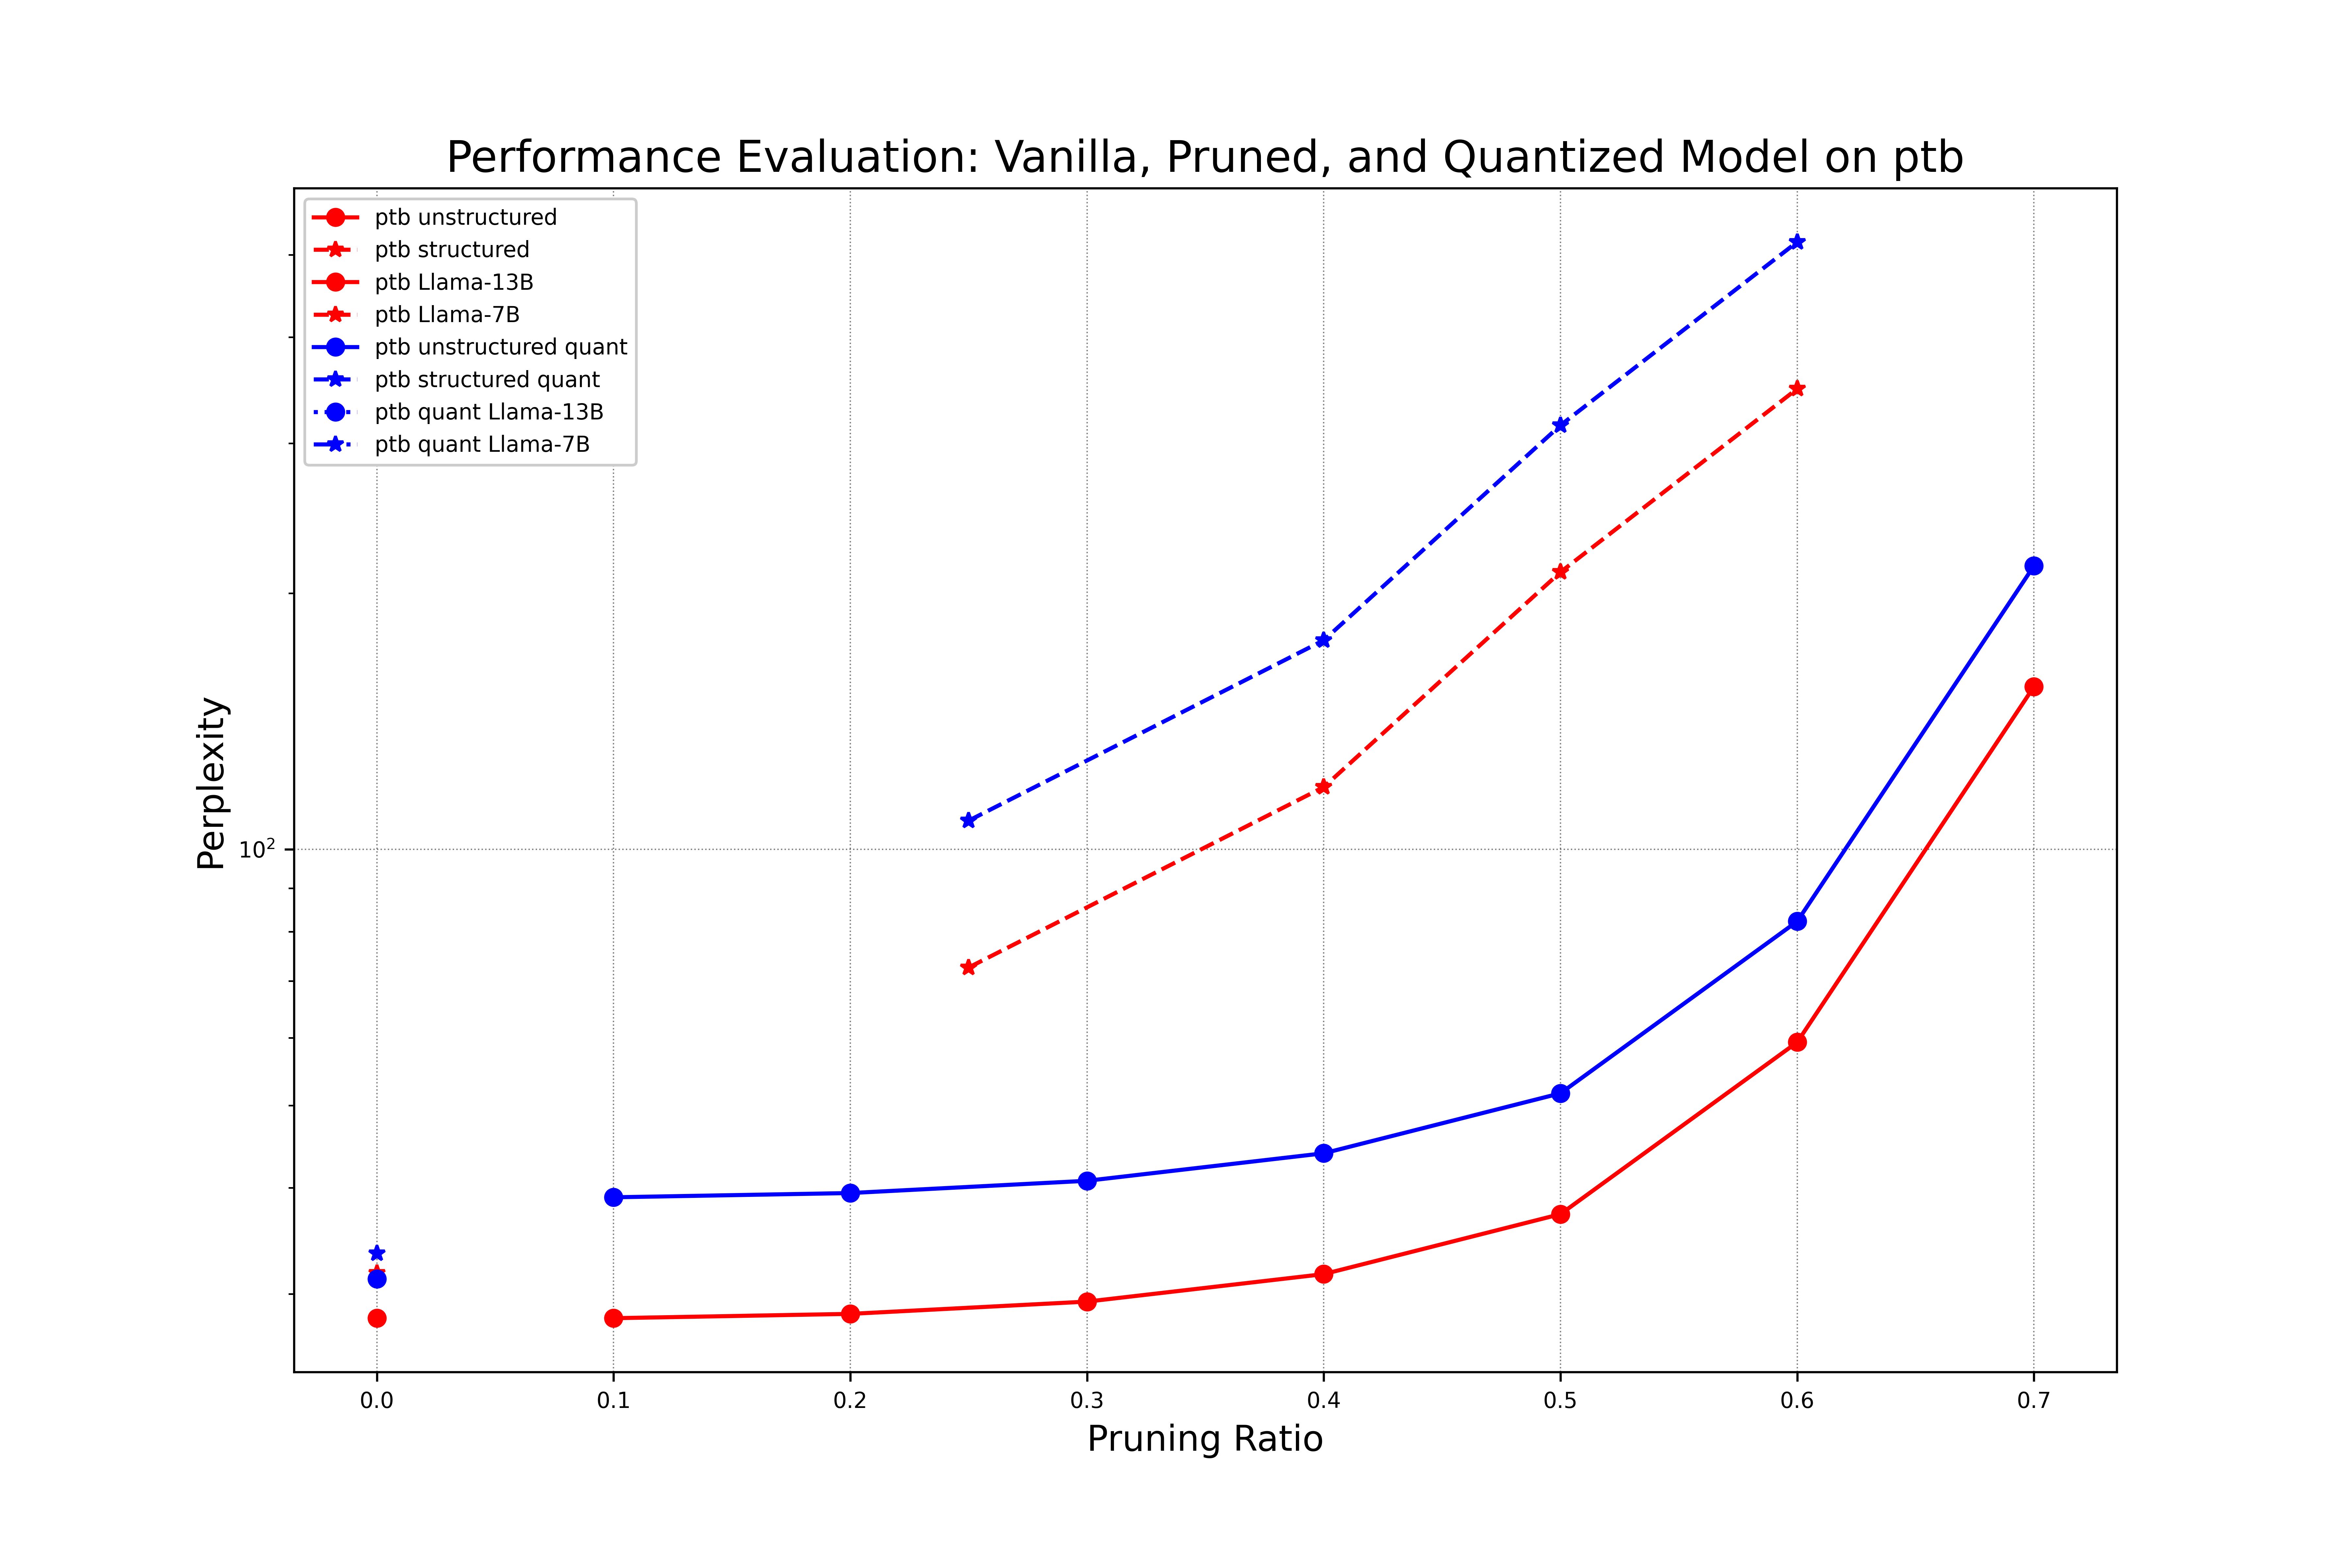 Performance Evaluation: Vanilla, Pruned, and Quantized Model on ptb
ptb unstructured
ptb structured
ptb Llama-13B
ptb Llama-7B
ptb unstructured quant
ptb structured quant
ptb quant Llama-13B
ptb quant Llama-7B
Perplexity
10²
0.0 0.1 0.2 0.3 0.4 0.5 0.6 0.7
Pruning Ratio